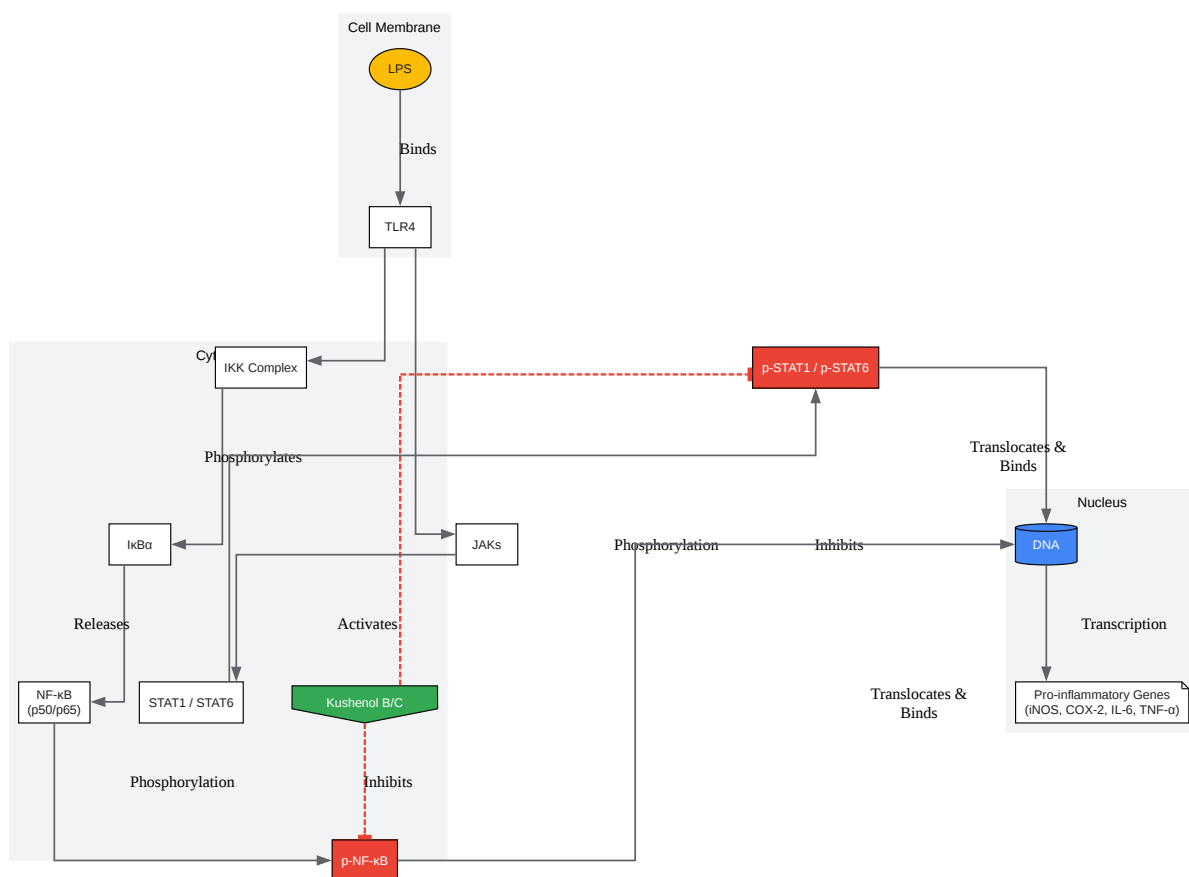 Cell Membrane
LPS
Binds
TLR4
Cyt
IKK Complex
p-STAT1 / p-STAT6
Phosphorylates
Translocates &
Binds
Nucleus
IκBα
JAKs
Phosphorylation
Inhibits
DNA
Releases
Activates
Transcription
NF-κB
(p50/p65)
STAT1 / STAT6
Kushenol B/C
Translocates &
Binds
Pro-inflammatory Genes
(iNOS, COX-2, IL-6, TNF-α)
Phosphorylation
Inhibits
p-NF-κB